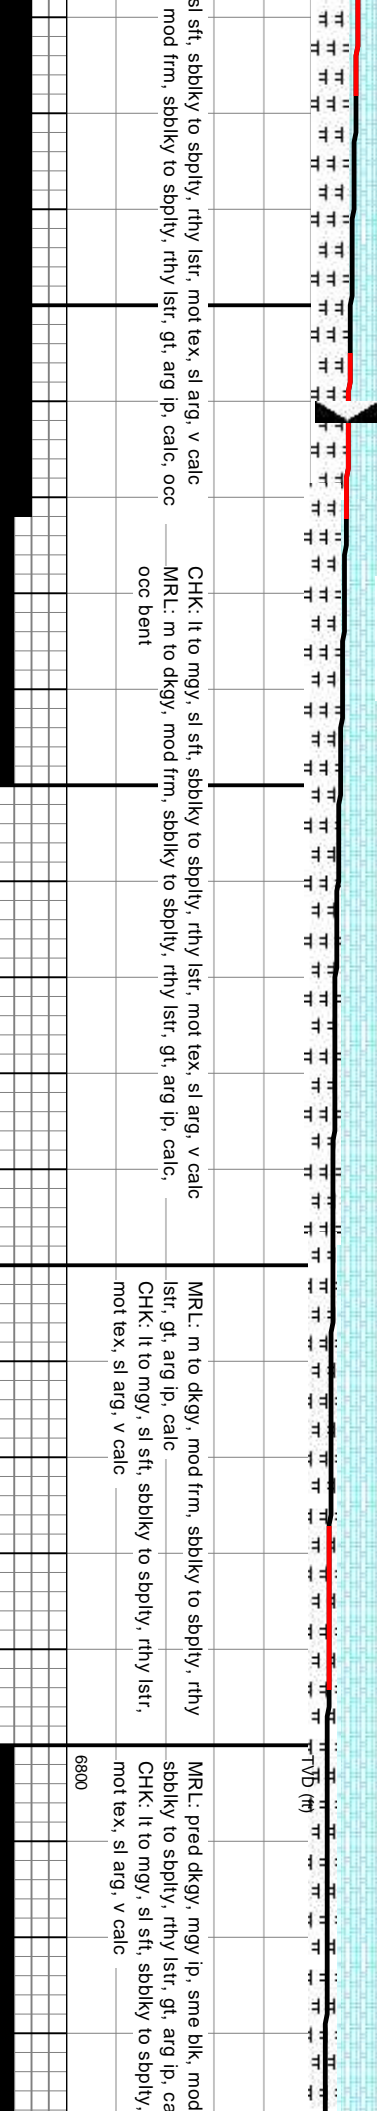 sl sft, sbblky to sbplty, rthy lstr, mot tex, sl arg, v calc
mod frm, sbblky to sbplty, rthy lstr, gt, arg ip, calc, occ
CHK: lt to mgy, sl sft, sbblky to sbplty, rthy lstr, mot tex, sl arg, v calc
MRL: m to dkgy, mod frm, sbblky to sbplty, rthy lstr, gt, arg ip, calc,
occ bent
MRL: m to dkgy, mod frm, sbblky to sbplty, rthy
lstr, gt, arg ip, calc
CHK: lt to mgy, sl sft, sbblky to sbplty, rthy lstr,
mot tex, sl arg, v calc
TVD (ft)
MRL: pred dkgy, mgy ip, sme blk, mod
sbblky to sbplty, rthy lstr, gt, arg ip, ca
CHK: lt to mgy, sl sft, sbblky to sbplty,
mot tex, sl arg, v calc
6800